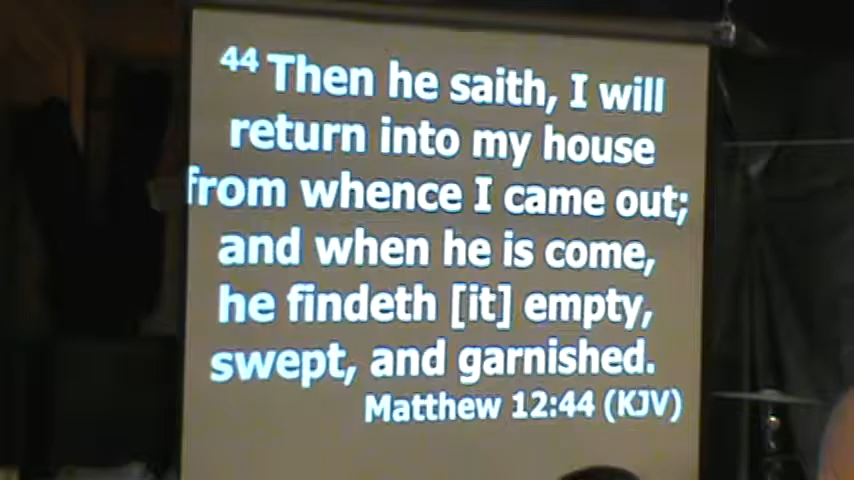 44 Then he saith, I will
return into my house
from whence I came out;
and when he is come,
he findeth [it] empty,
swept, and garnished.
Matthew 12:44 (KJV)